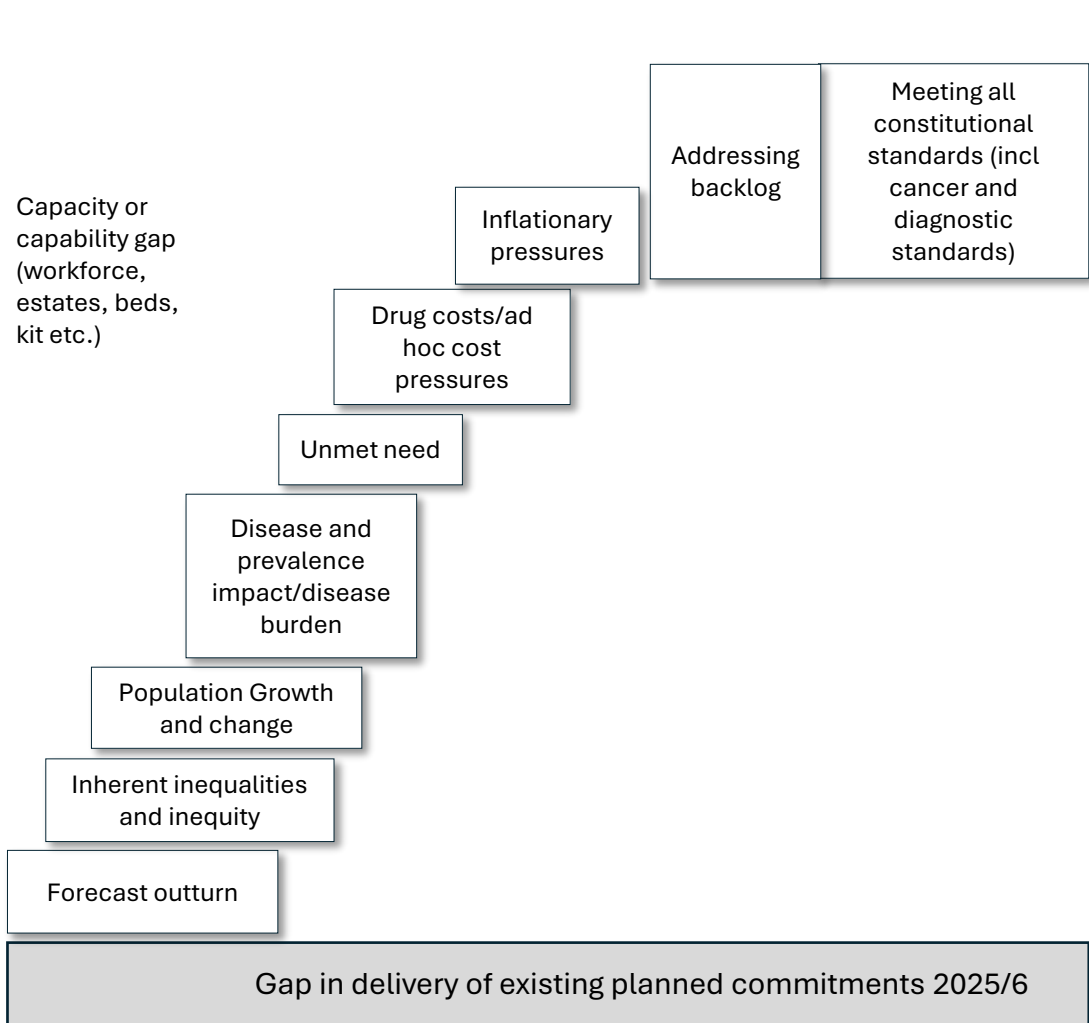 Meeting all
constitutional
standards (incl
cancer and
diagnostic
standards)
Addressing
backlog
Capacity or
capability gap
(workforce,
estates, beds,
kit etc.)
Inflationary
pressures
Drug costs/ad
hoc cost
pressures
Unmet need
Disease and
prevalence
impact/disease
burden
Population Growth
and change
Inherent inequalities
and inequity
Forecast outturn
Gap in delivery of existing planned commitments 2025/6